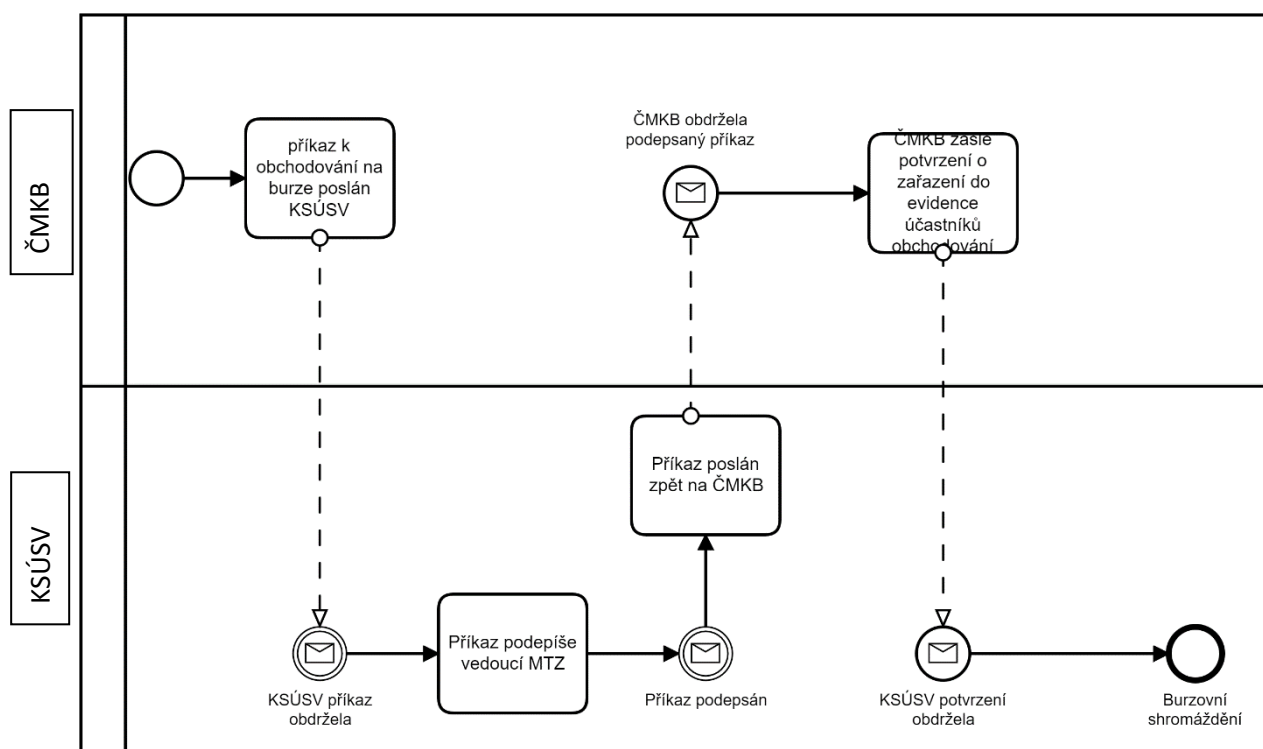 ČMKB
příkaz k
obchodování na
burze poslán
KSÚSV
ČMKB obdržela
podepsaný příkaz
ČMKB zašle
potvrzení o
zařazení do
evidence
účastníků
obchodování
KSÚSV
Příkaz poslán
zpět na ČMKB
KSÚSV příkaz
obdržela
Příkaz podepíše
vedoucí MTZ
Příkaz podepsán
KSÚSV potvrzení
obdržela
Burzovní
shromáždění